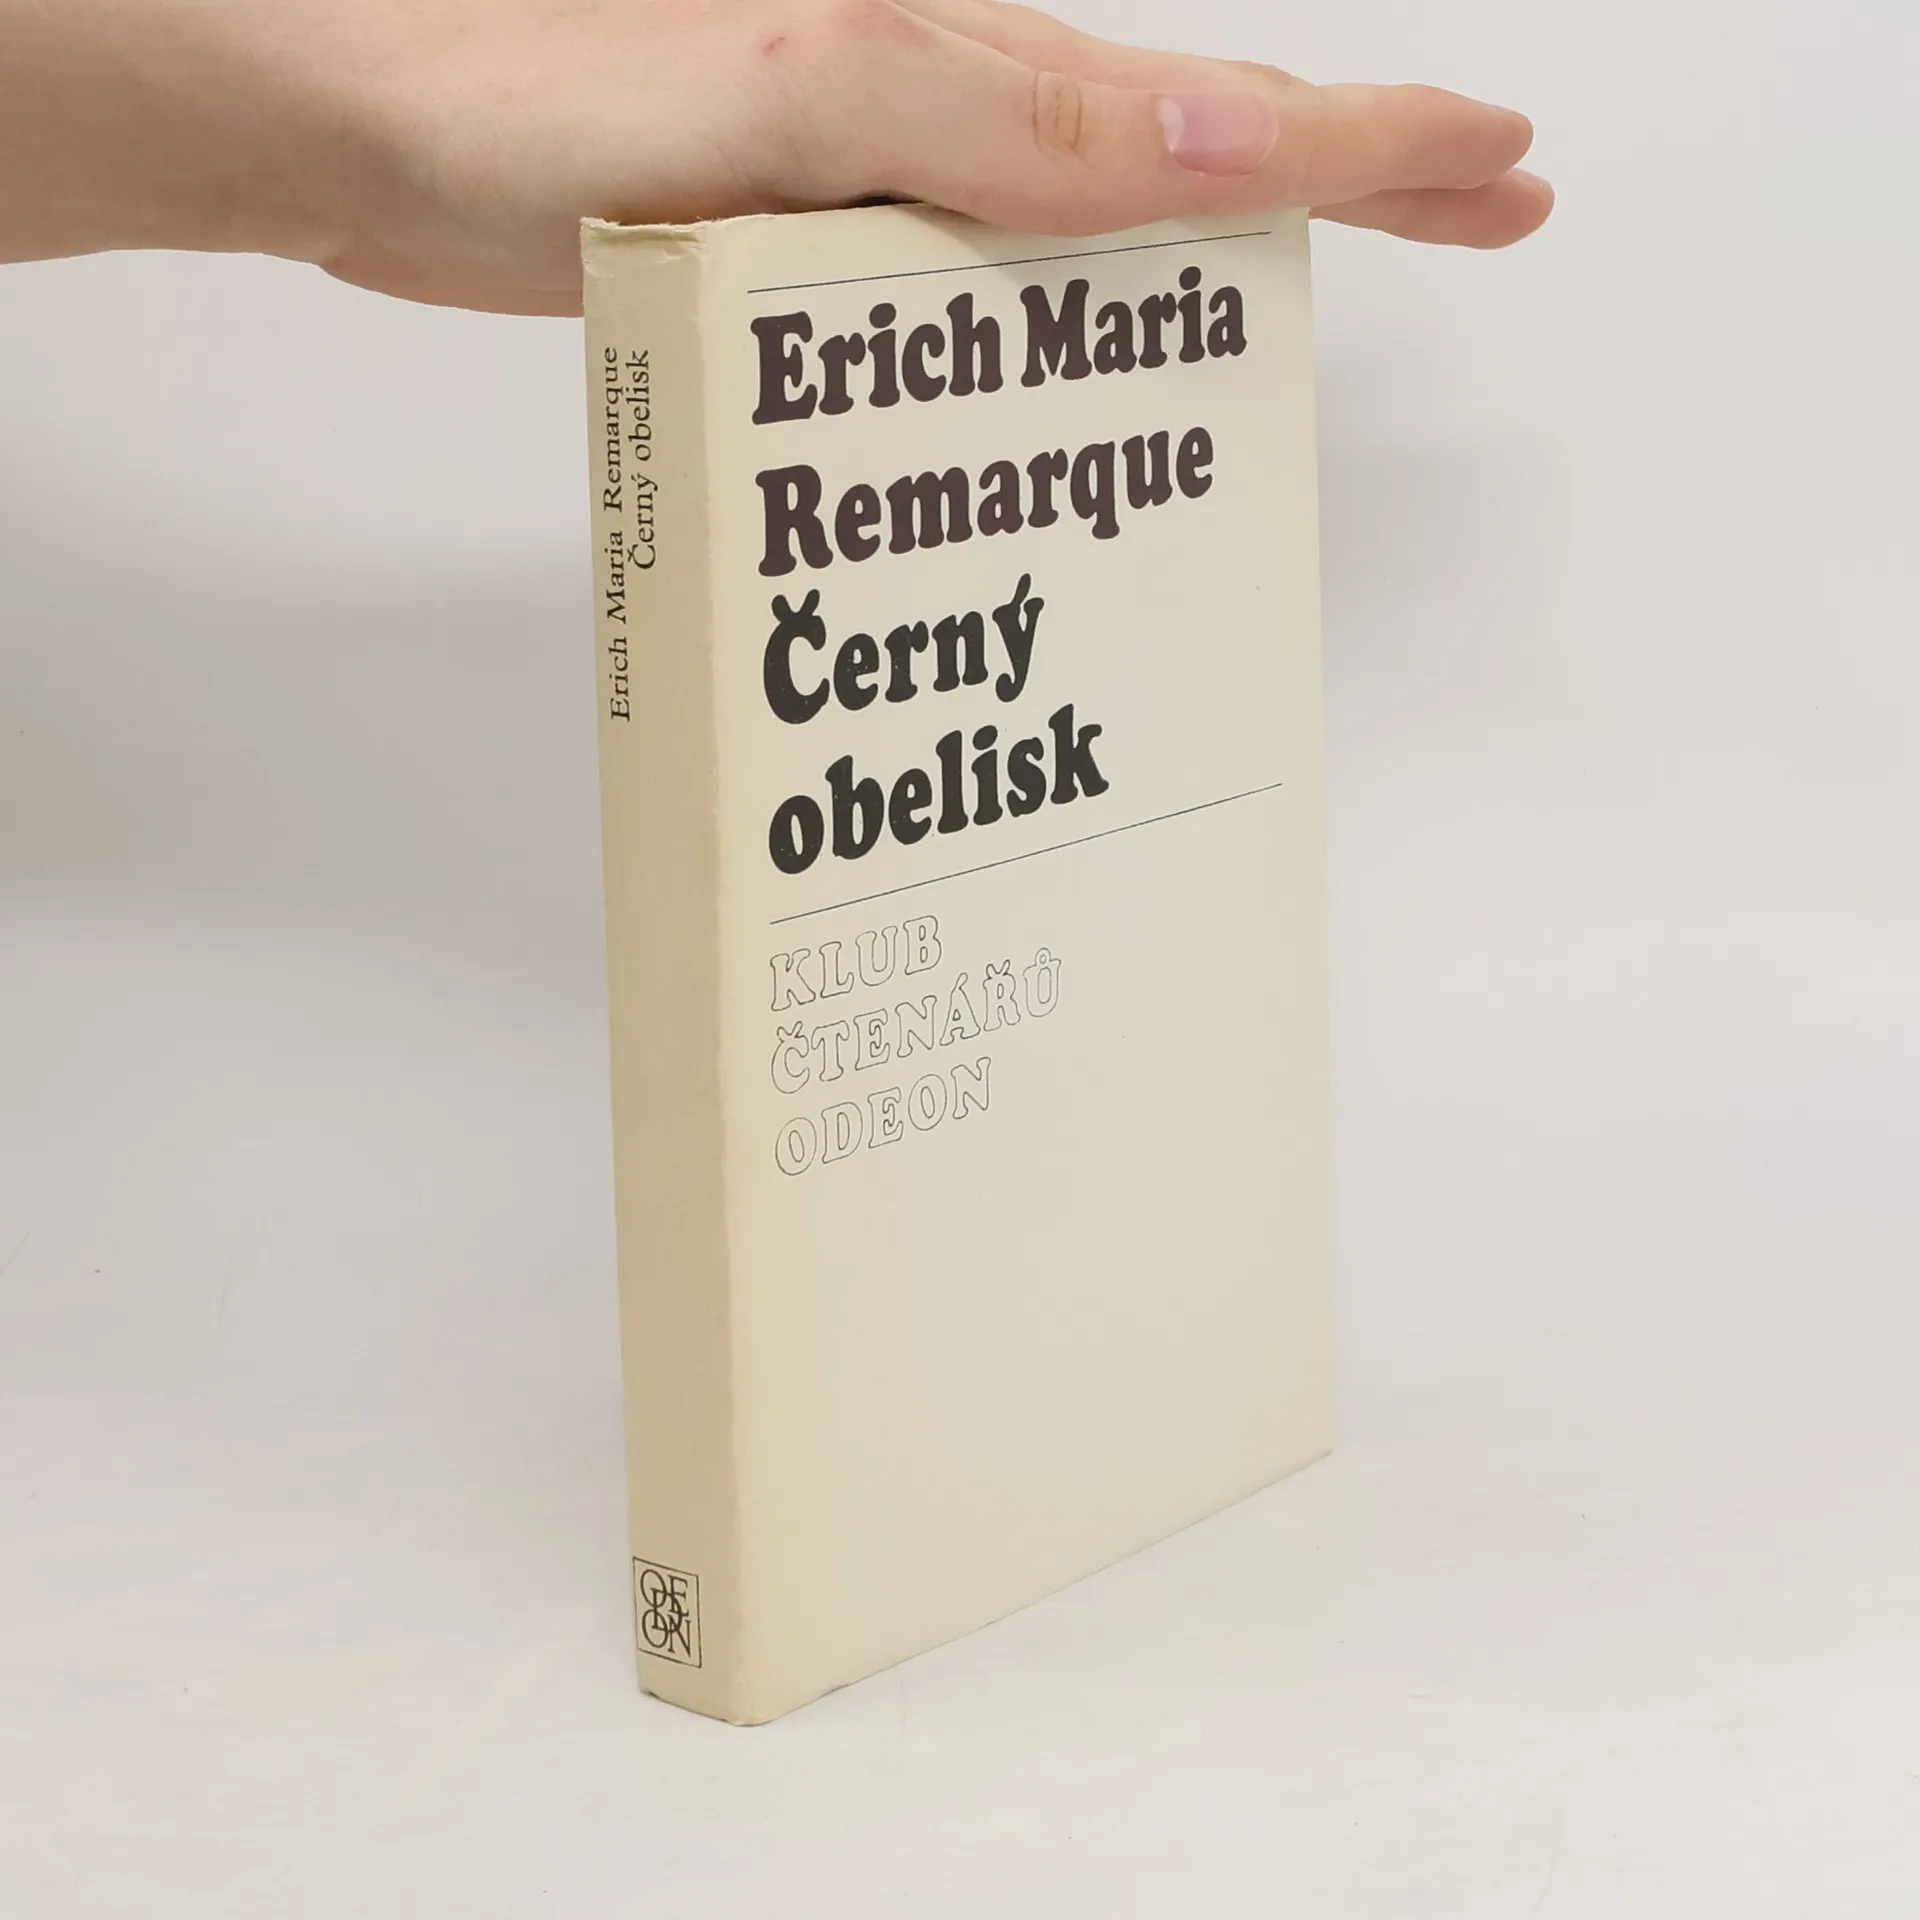 Erich Maria
Remarque
Černý
obelisk
KLUB
ČTENÁŘŮ
ODEON
Erich Maria Remarque
Černý obelisk
ODEON